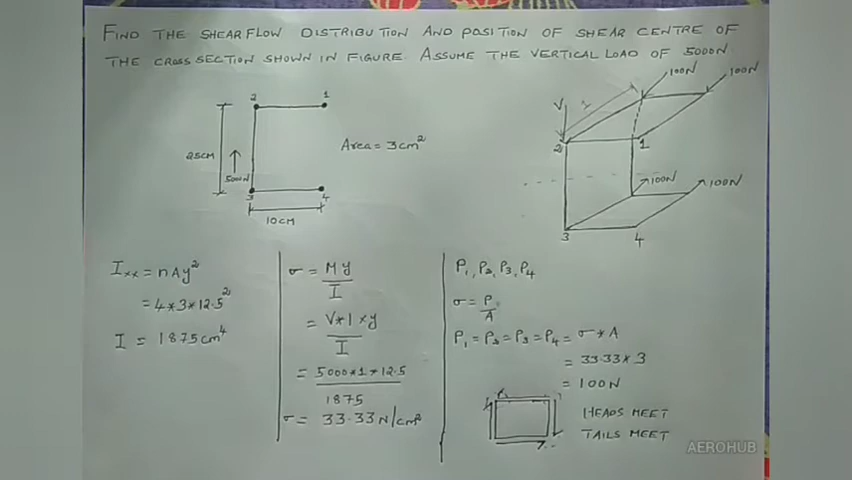 FIND THE SHEARFLOW DISTRIBUTION AND POSITION OF SHEAR CENTRE OF
THE CROSS SECTION SHOWN IN FIGURE. ASSUME THE VERTICAL LOAD OF 5000N
2
1
25CM
5000N
3
4
10CM
Area = 3cm²
100N
100N
V
1
2
1
100N
100N
3
4
Ixx = nAy²
= 4*3*12.5²
I = 1875cm⁴
σ = My/I
= V*1*y/I
= 5000*1*12.5/1875
σ = 33.33N/cm²
P₁, P₂, P₃, P₄
σ = P/A
P₁ = P₂ = P₃ = P₄ = σ*A
= 33.33*3
= 100N
HEADS MEET
TAILS MEET
AEROHUB